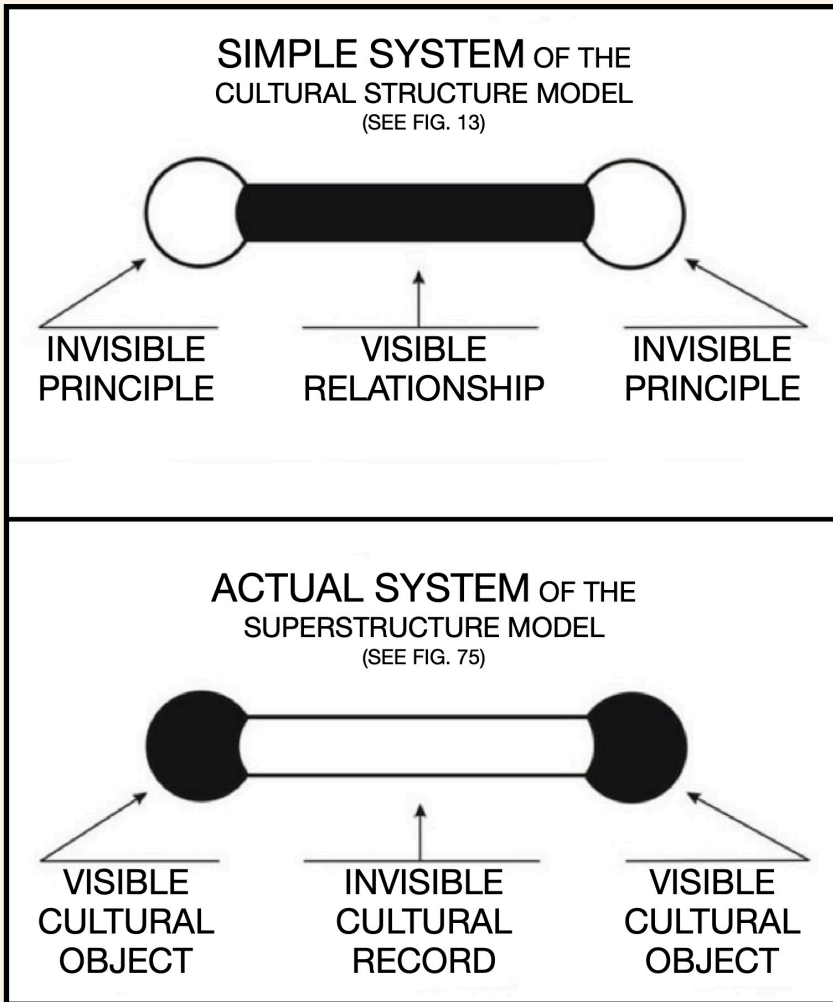 SIMPLE SYSTEM OF THE
CULTURAL STRUCTURE MODEL
(SEE FIG. 13)
INVISIBLE
PRINCIPLE
VISIBLE
RELATIONSHIP
INVISIBLE
PRINCIPLE
ACTUAL SYSTEM OF THE
SUPERSTRUCTURE MODEL
(SEE FIG. 75)
VISIBLE
CULTURAL
OBJECT
INVISIBLE
CULTURAL
RECORD
VISIBLE
CULTURAL
OBJECT